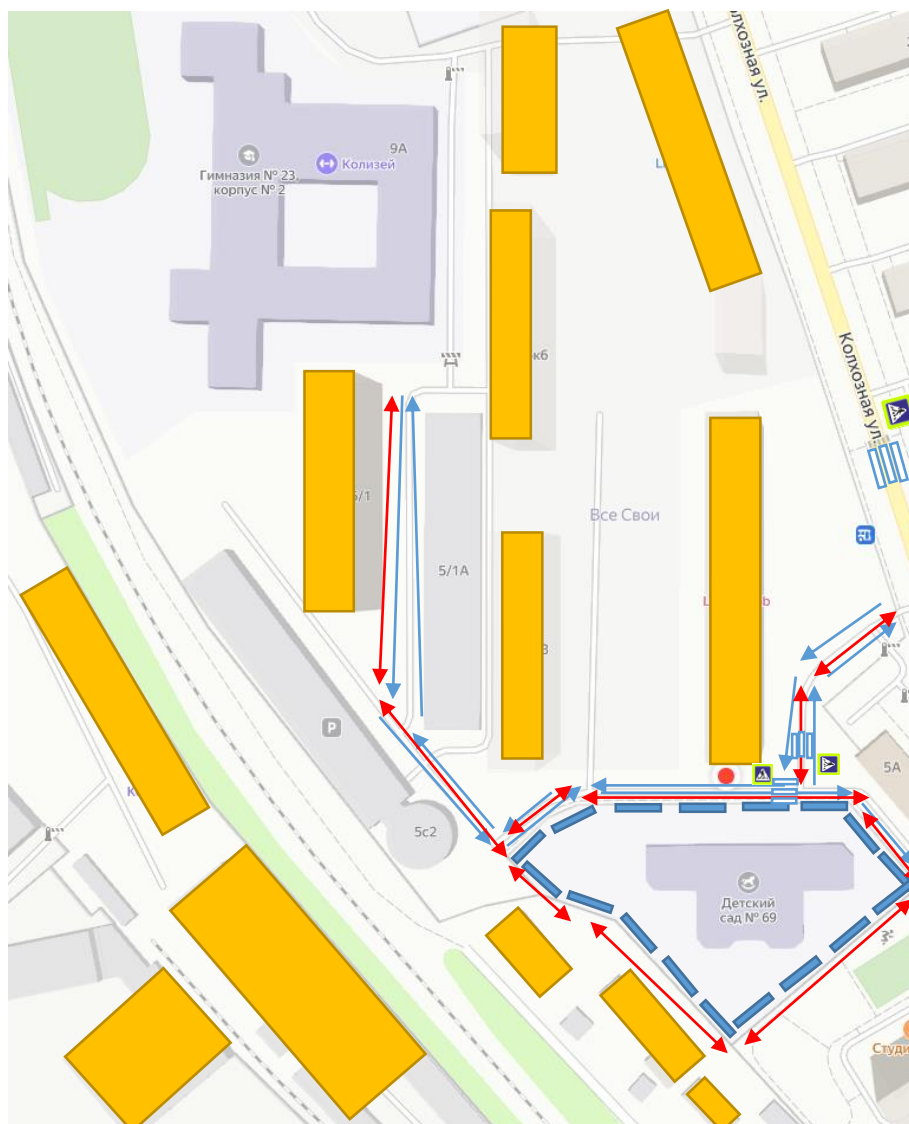 Колхозная ул.
9А
Колизей
Гимназия № 23,
корпус № 2
Колхозная ул.
Все Свои
5/1А
P
5А
5с2
Детский
сад № 69